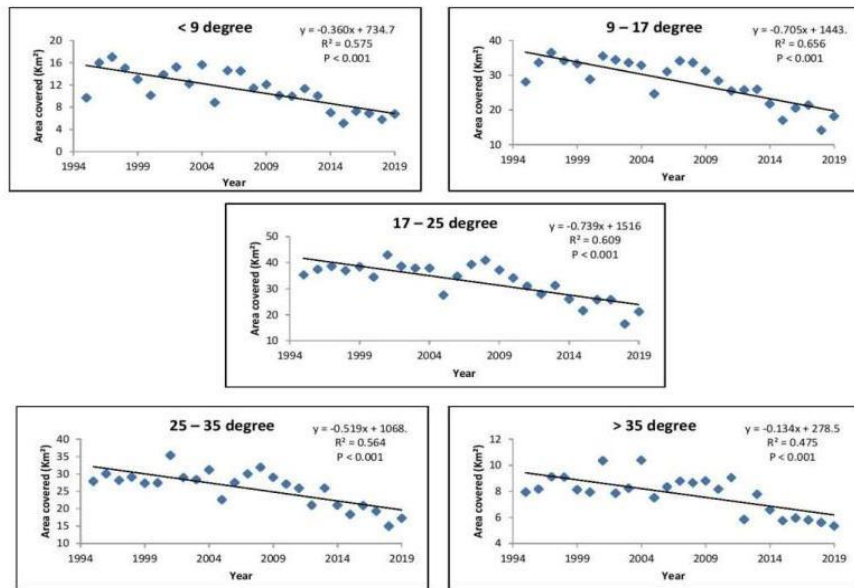 < 9 degree
y = -0.360x + 734.7
R² = 0.575
P < 0.001
Area covered (Km²)
20
16
12
8
4
0
1994 1999 2004 2009 2014 2019
Year
9 – 17 degree
y = -0.705x + 1443.
R² = 0.656
P < 0.001
Area covered (Km²)
40
30
20
10
1994 1999 2004 2009 2014 2019
Year
17 – 25 degree
y = -0.739x + 1516
R² = 0.609
P < 0.001
Area covered (Km²)
50
40
30
20
10
1994 1999 2004 2009 2014 2019
Year
25 – 35 degree
y = -0.519x + 1068.
R² = 0.564
P < 0.001
Area covered (Km²)
40
35
30
25
20
15
10
1994 1999 2004 2009 2014 2019
Year
> 35 degree
y = -0.134x + 278.5
R² = 0.475
P < 0.001
Area covered (Km²)
12
10
8
6
4
1994 1999 2004 2009 2014 2019
Year